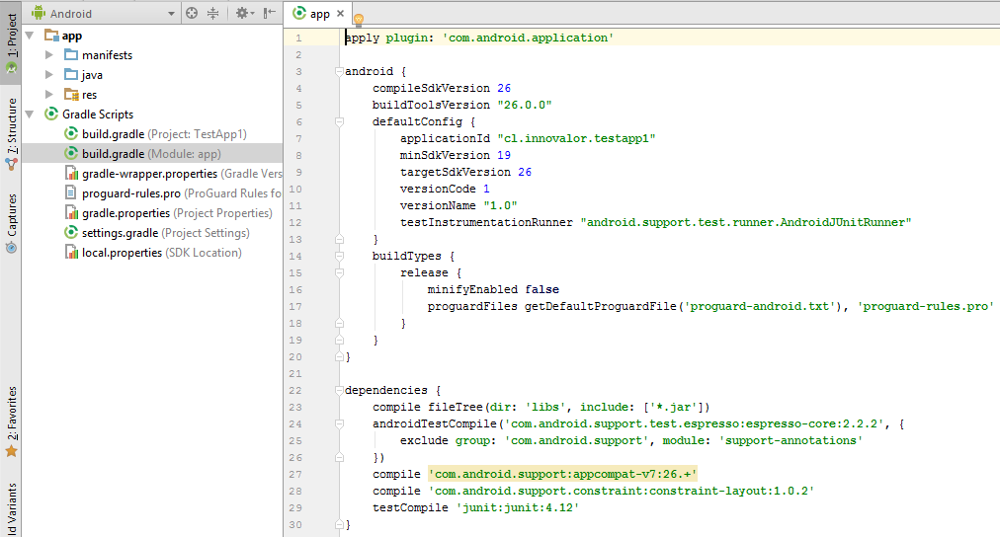 Android
app
manifests
java
res
Gradle Scripts
build.gradle (Project: TestApp1)
build.gradle (Module: app)
gradle-wrapper.properties (Gradle Vers
proguard-rules.pro (ProGuard Rules fo
gradle.properties (Project Properties)
settings.gradle (Project Settings)
local.properties (SDK Location)
1: Project
7: Structure
Captures
2: Favorites
ld Variants
app
1 apply plugin: 'com.android.application'
2
3 android {
4 compileSdkVersion 26
5 buildToolsVersion "26.0.0"
6 defaultConfig {
7 applicationId "cl.innovalor.testapp1"
8 minSdkVersion 19
9 targetSdkVersion 26
10 versionCode 1
11 versionName "1.0"
12 testInstrumentationRunner "android.support.test.runner.AndroidJUnitRunner"
13 }
14 buildTypes {
15 release {
16 minifyEnabled false
17 proguardFiles getDefaultProguardFile('proguard-android.txt'), 'proguard-rules.pro'
18 }
19 }
20 }
21
22 dependencies {
23 compile fileTree(dir: 'libs', include: ['*.jar'])
24 androidTestCompile('com.android.support.test.espresso:espresso-core:2.2.2', {
25 exclude group: 'com.android.support', module: 'support-annotations'
26 })
27 compile 'com.android.support:appcompat-v7:26.+'
28 compile 'com.android.support.constraint:constraint-layout:1.0.2'
29 testCompile 'junit:junit:4.12'
30 }